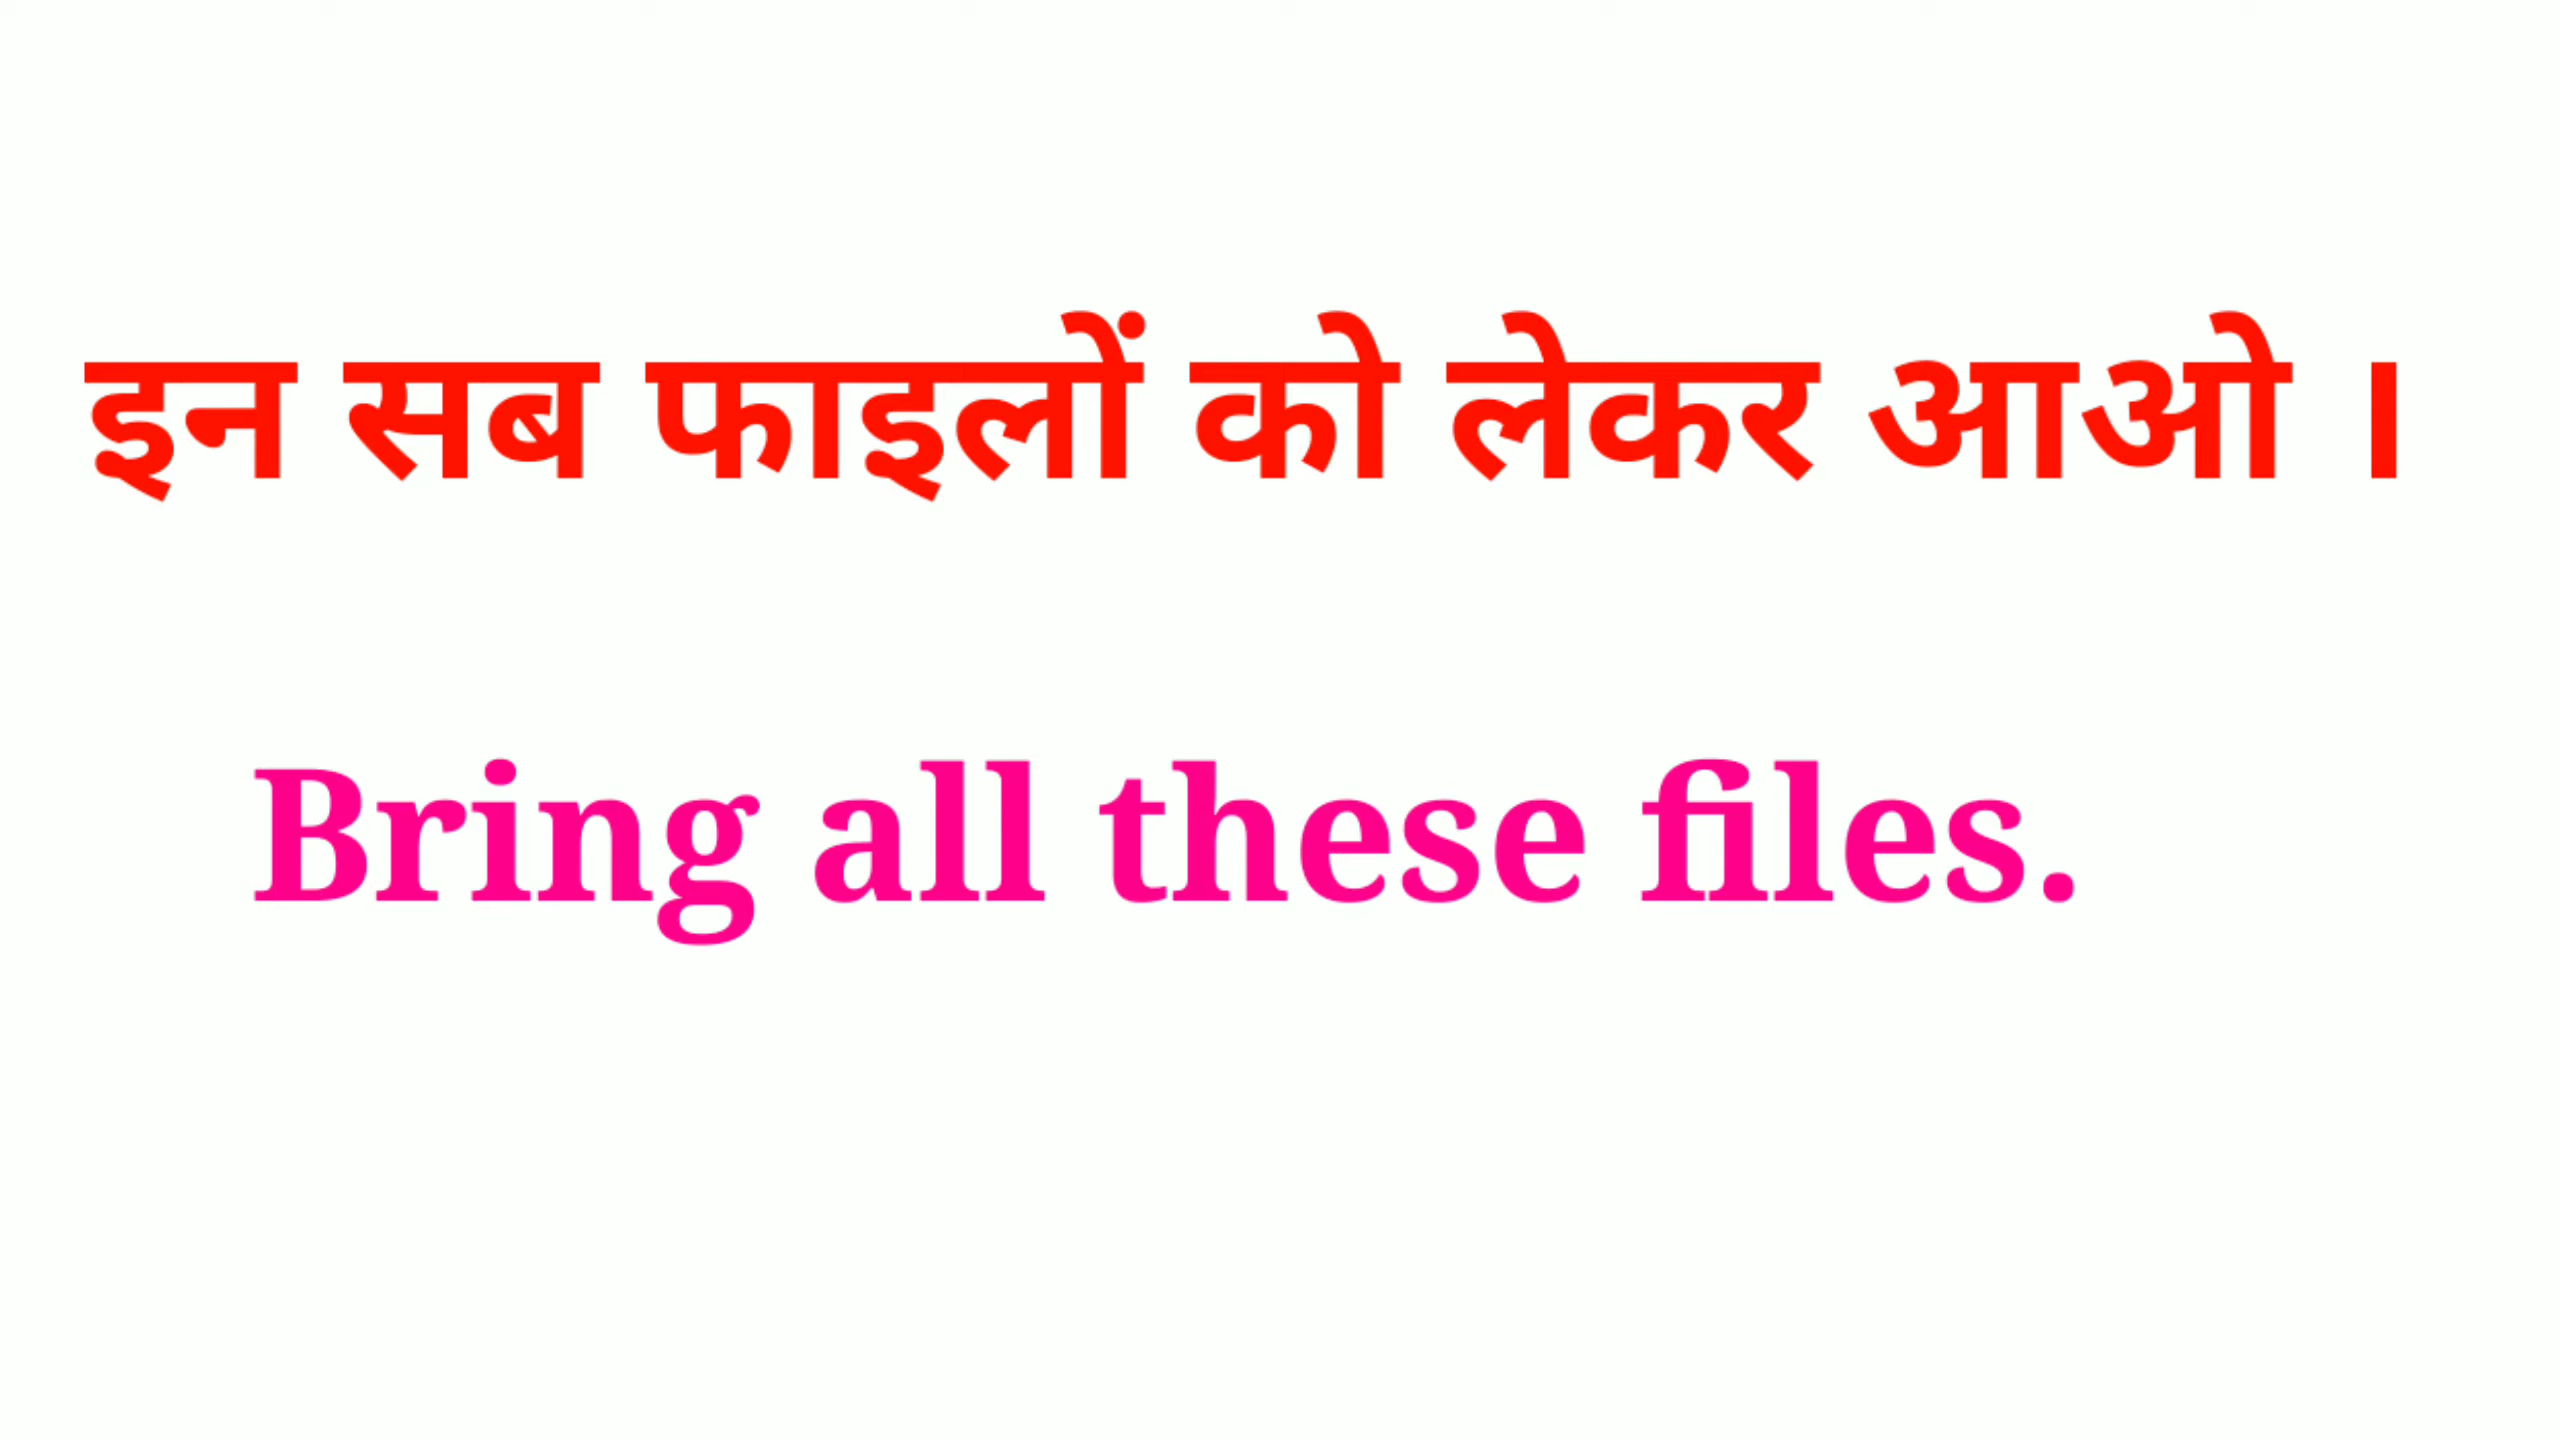 इन सब फाइलों को लेकर आओ ।
Bring all these files.